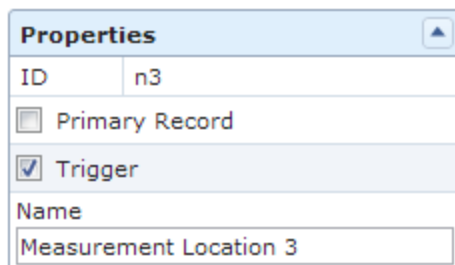 Properties
ID n3
Primary Record
Trigger
Name
Measurement Location 3